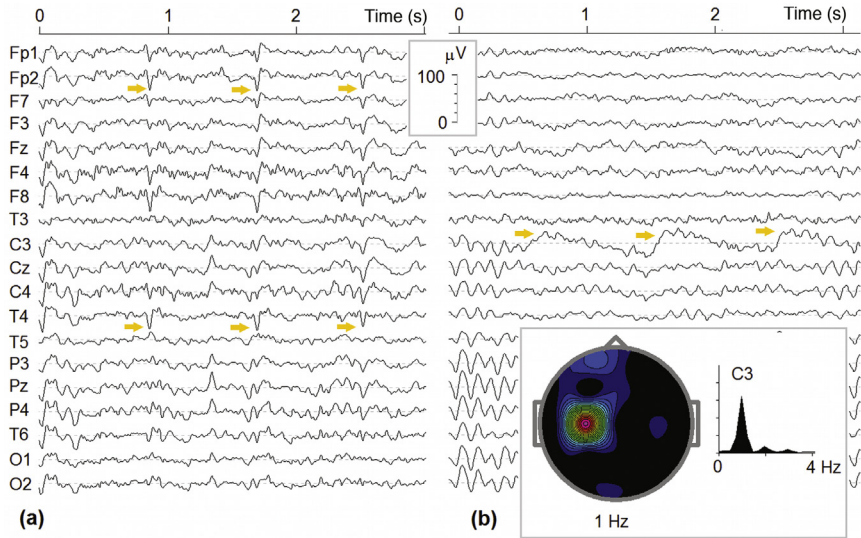 0 1 2 Time (s)
0 1 2 Time (s)
Fp1
Fp2
F7
F3
Fz
F4
F8
T3
C3
Cz
C4
T4
T5
P3
Pz
P4
T6
O1
O2
μV
100
0
C3
0 4 Hz
1 Hz
(a)
(b)